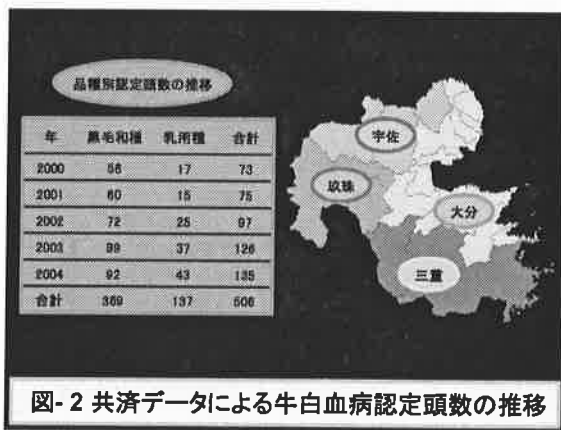 品種別認定頭数の推移
年 黒毛和種 乳用種 合計
2000 56 17 73
2001 60 15 75
2002 72 25 97
2003 89 37 126
2004 92 43 135
合計 369 137 506
宇佐
玖珠
大分
三重
図-2 共済データによる牛白血病認定頭数の推移